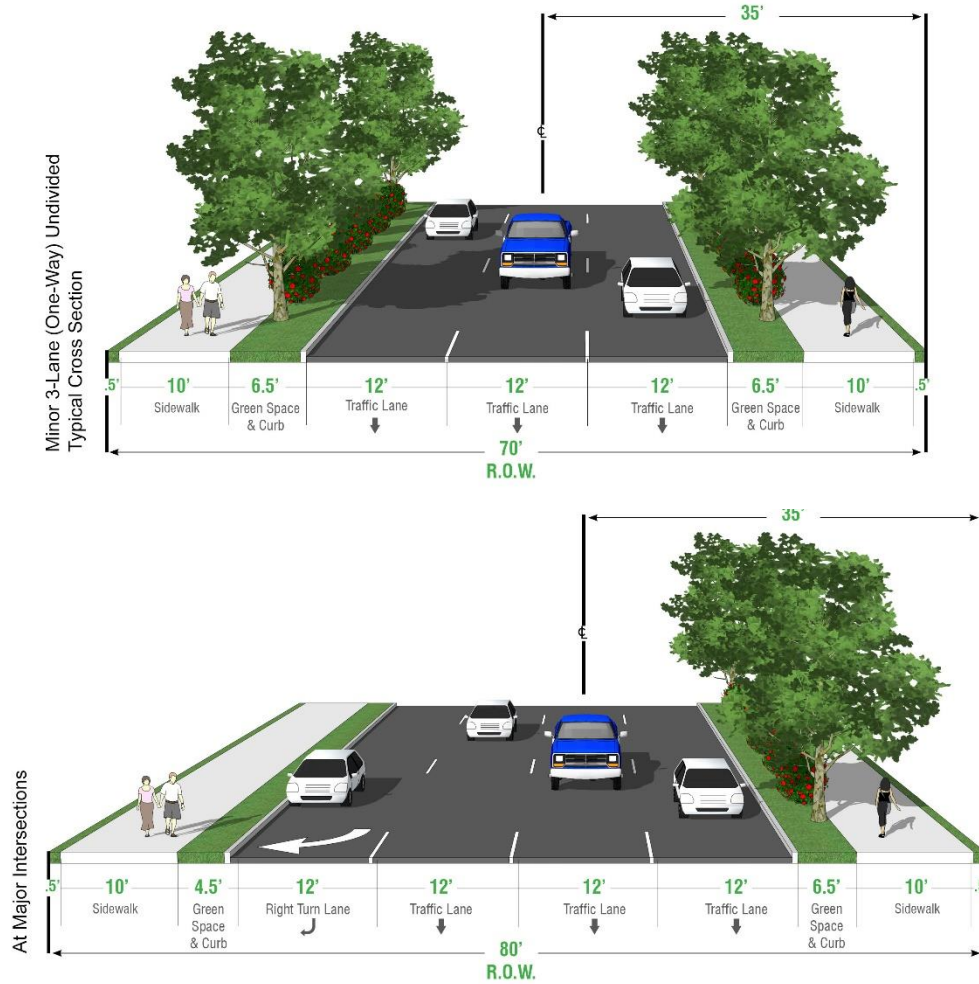 35'
℄
Minor 3-Lane (One-Way) Undivided
Typical Cross Section
.5' 10' 6.5' 12' 12' 12' 6.5' 10' .5'
Sidewalk Green Space Traffic Lane Traffic Lane Traffic Lane Green Space Sidewalk
& Curb & Curb
70'
R.O.W.
35'
℄
At Major Intersections
.5' 10' 4.5' 12' 12' 12' 12' 6.5' 10'
Sidewalk Green Right Turn Lane Traffic Lane Traffic Lane Traffic Lane Green Sidewalk
Space Space
& Curb & Curb
80'
R.O.W.